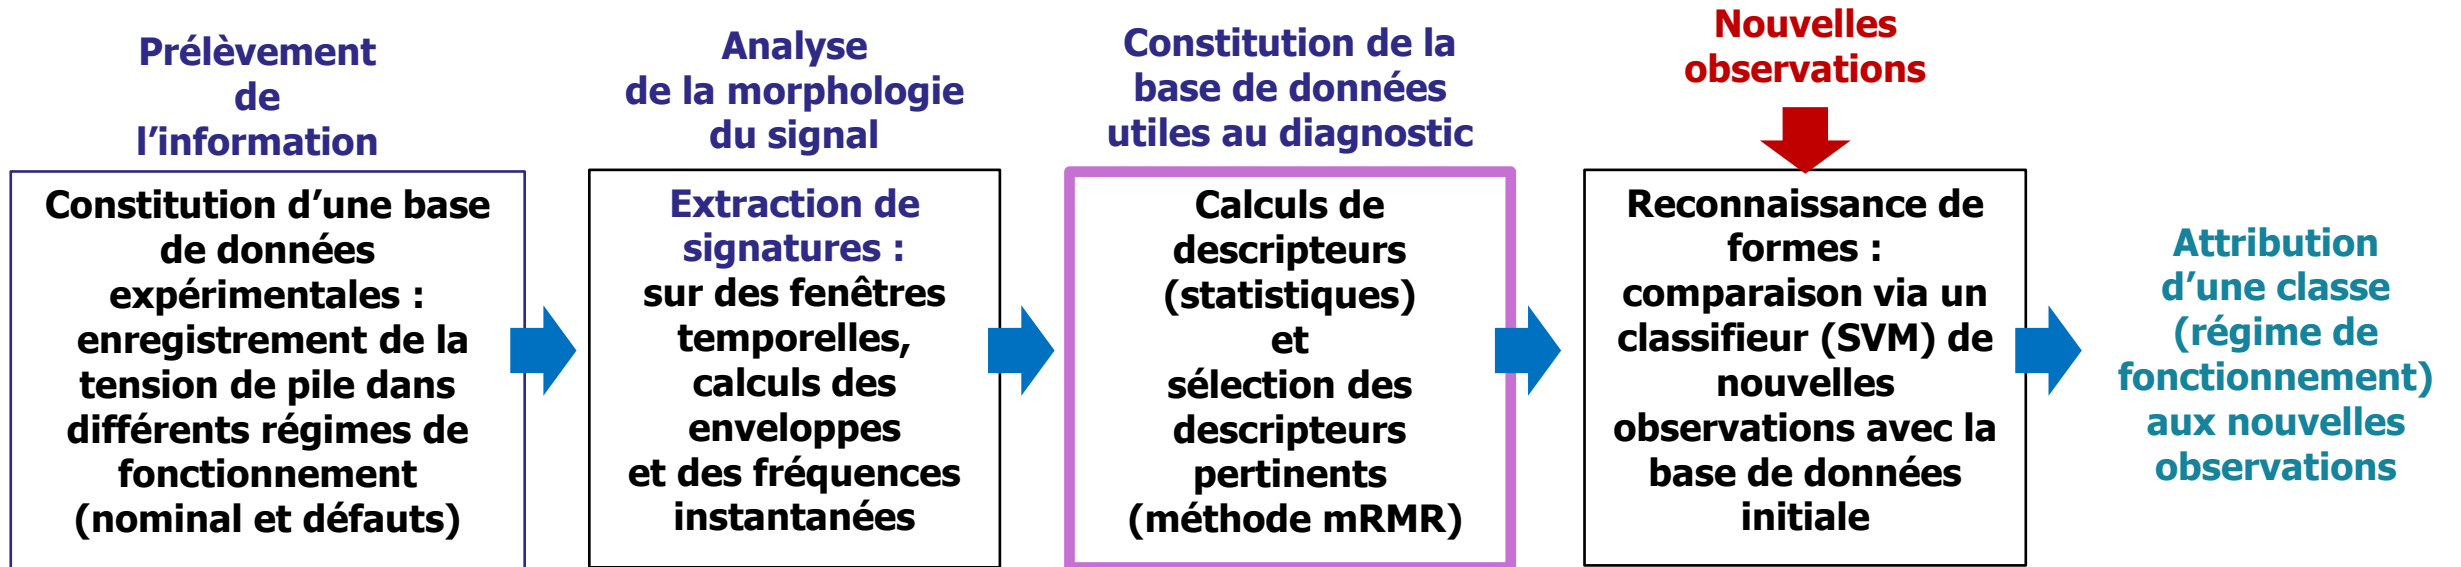 Prélèvement
de
l’information
Constitution d’une base
de données
expérimentales :
enregistrement de la
tension de pile dans
différents régimes de
fonctionnement
(nominal et défauts)
Analyse
de la morphologie
du signal
Extraction de
signatures :
sur des fenêtres
temporelles,
calculs des
enveloppes
et des fréquences
instantanées
Constitution de la
base de données
utiles au diagnostic
Calculs de
descripteurs
(statistiques)
et
sélection des
descripteurs
pertinents
(méthode mRMR)
Nouvelles
observations
Reconnaissance de
formes :
comparaison via un
classifieur (SVM) de
nouvelles
observations avec la
base de données
initiale
Attribution
d’une classe
(régime de
fonctionnement)
aux nouvelles
observations